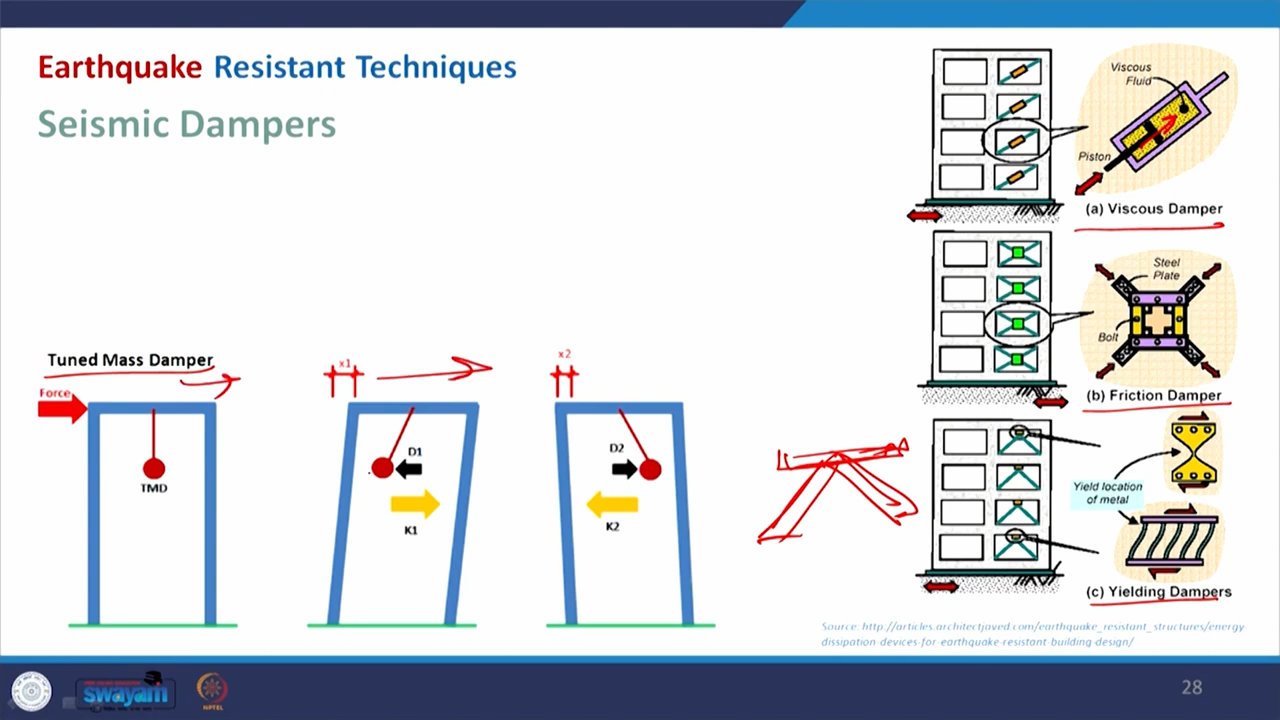 Earthquake Resistant Techniques
Seismic Dampers
Tuned Mass Damper
Force
TMD
x1
D1
K1
x2
D2
K2
Viscous
Fluid
Piston
(a) Viscous Damper
Steel
Plate
Bolt
(b) Friction Damper
Yield location
of metal
(c) Yielding Dampers
Source: http://articles.architectjaved.com/earthquake_resistant_structures/energy
dissipation-devices-for-earthquake-resistant-building-design/
swayam
NPTEL
28